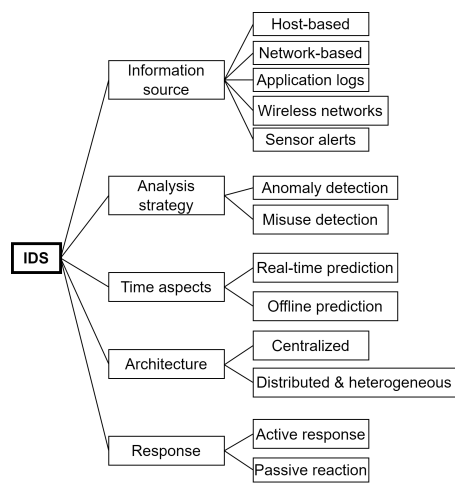 IDS
Information
source
Host-based
Network-based
Application logs
Wireless networks
Sensor alerts
Analysis
strategy
Anomaly detection
Misuse detection
Time aspects
Real-time prediction
Offline prediction
Architecture
Centralized
Distributed & heterogeneous
Response
Active response
Passive reaction